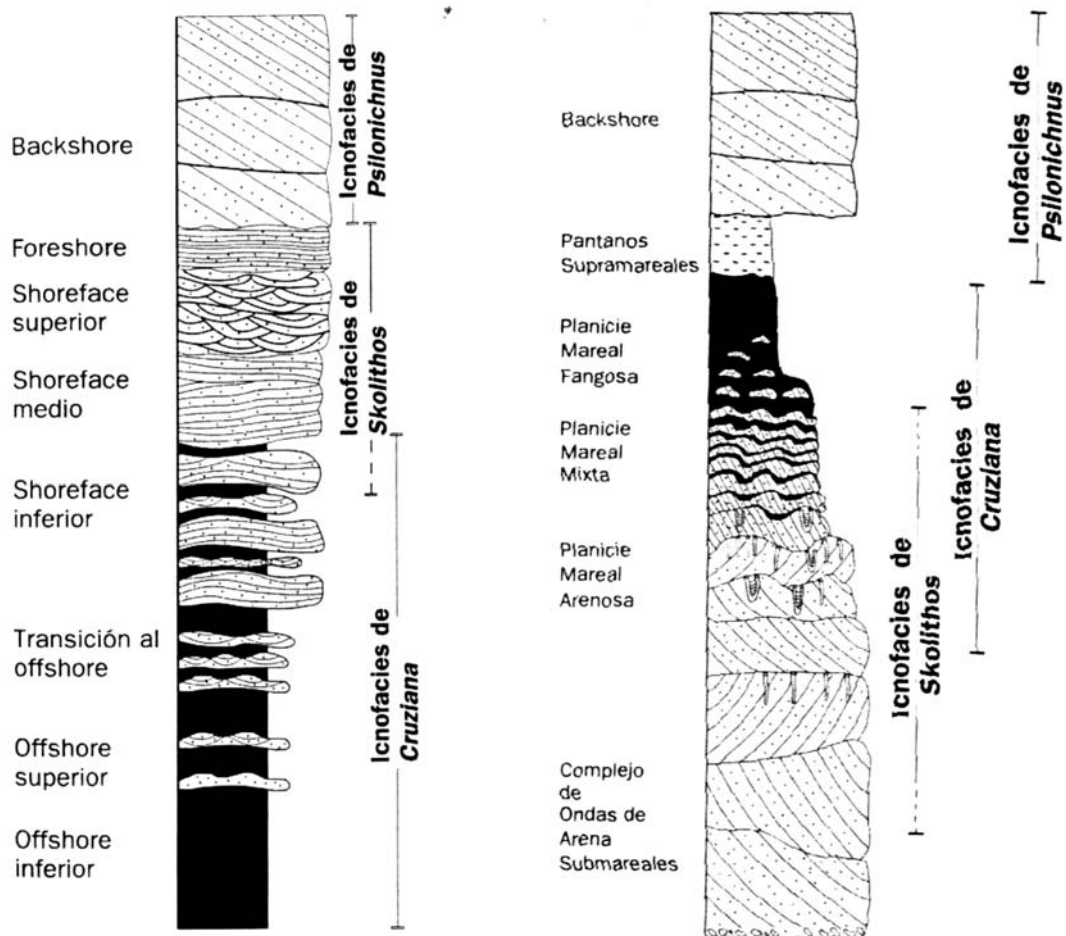 Backshore
Foreshore
Shoreface
superior
Shoreface
medio
Shoreface
inferior
Transición al
offshore
Offshore
superior
Offshore
inferior
Icnofacies de
Psilonichnus
Icnofacies de
Skolithos
Icnofacies de
Cruziana
Backshore
Pantanos
Supramareales
Planicie
Mareal
Fangosa
Planicie
Mareal
Mixta
Planicie
Mareal
Arenosa
Complejo
de
Ondas de
Arena
Submareales
Icnofacies de
Psilonichnus
Icnofacies de
Cruziana
Icnofacies de
Skolithos